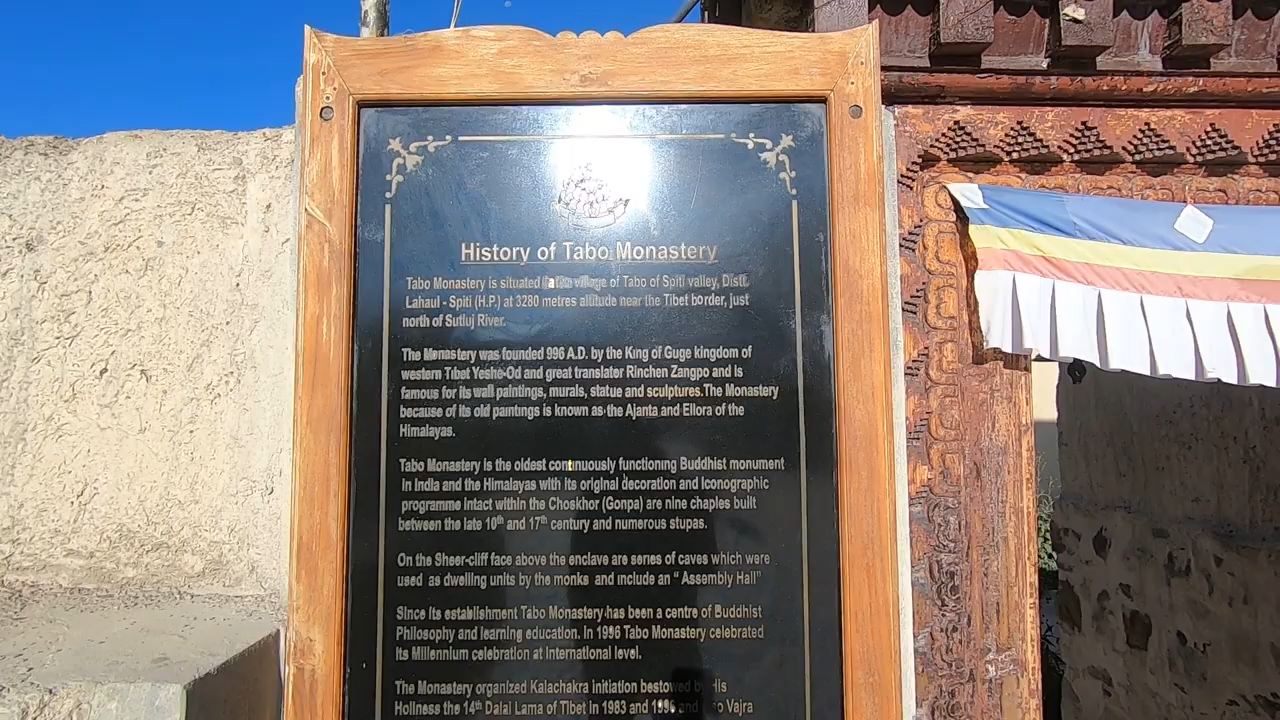 History of Tabo Monastery
Tabo Monastery is situated at the village of Tabo of Spiti valley, Distt.
Lahaul - Spiti (H.P.) at 3280 metres altitude near the Tibet border, just
north of Sutluj River.
The Monastery was founded 996 A.D. by the King of Guge kingdom of
western Tibet Yeshe-Od and great translator Rinchen Zangpo and is
famous for its wall paintings, murals, statue and sculptures.The Monastery
because of its old paintings is known as the Ajanta and Ellora of the
Himalayas.
Tabo Monastery is the oldest continuously functioning Buddhist monument
in India and the Himalayas with its original decoration and iconographic
programme intact within the Choskhor (Gonpa) are nine chaples built
between the late 10th and 17th century and numerous stupas.
On the Sheer-cliff face above the enclave are series of caves which were
used as dwelling units by the monks and include an “ Assembly Hall”
Since its establishment Tabo Monastery has been a centre of Buddhist
Philosophy and learning education. In 1996 Tabo Monastery celebrated
its Millennium celebration at International level.
The Monastery organized Kalachakra initiation bestowed by His
Holiness the 14th Dalai Lama of Tibet in 1983 and 1996 and Vajra